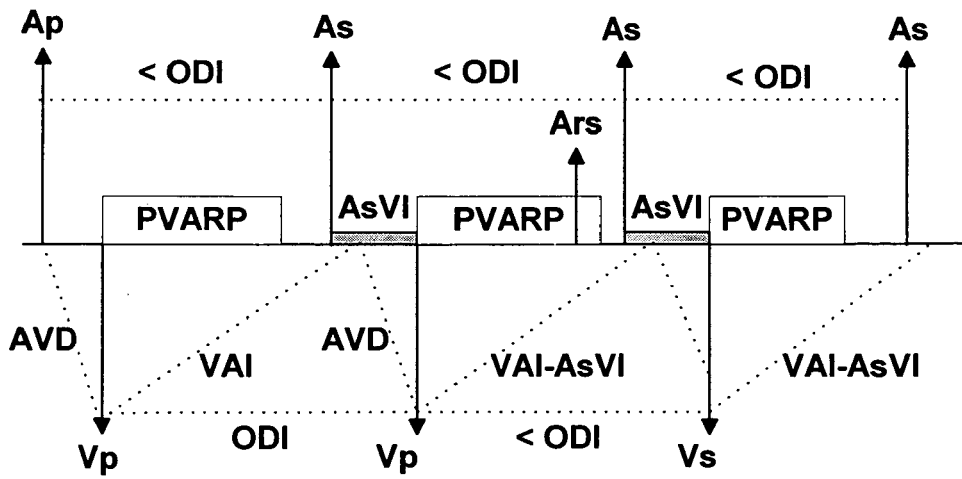 Ap As As As
< ODI < ODI < ODI
Ars
PVARP AsVI PVARP AsVI PVARP
AVD VAI AVD VAI-AsVI VAI-AsVI
ODI < ODI
Vp Vp Vs